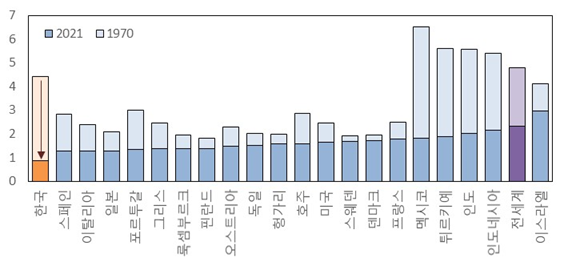 7
6
5
4
3
2
1
0
2021 1970
한국
스페인
이탈리아
일본
포르투갈
그리스
룩셈부르크
핀란드
오스트리아
독일
헝가리
호주
미국
스웨덴
덴마크
프랑스
멕시코
튀르키예
인도
인도네시아
전세계
이스라엘